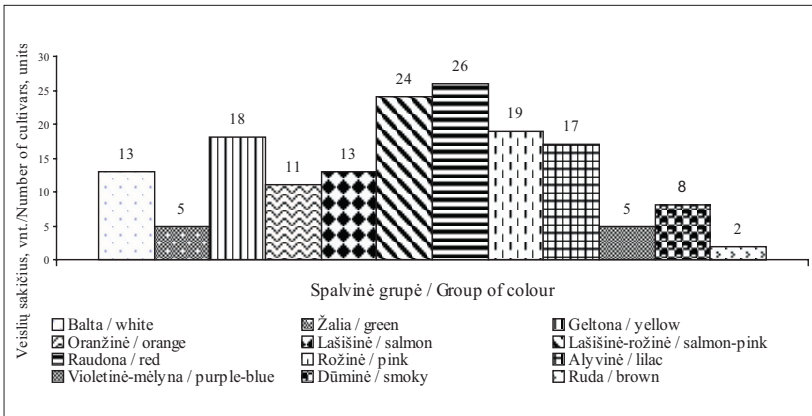 Veislių sakičius, vnt./Number of cultivars, units
30
25
20
15
10
5
0
13
5
18
11
13
24
26
19
17
5
8
2
Spalvinė grupė / Group of colour
Balta / white
Žalia / green
Geltona / yellow
Oranžinė / orange
Lašišinė / salmon
Lašišinė-rožinė / salmon-pink
Raudona / red
Rožinė / pink
Alyvinė / lilac
Violetinė-mėlyna / purple-blue
Dūminė / smoky
Ruda / brown